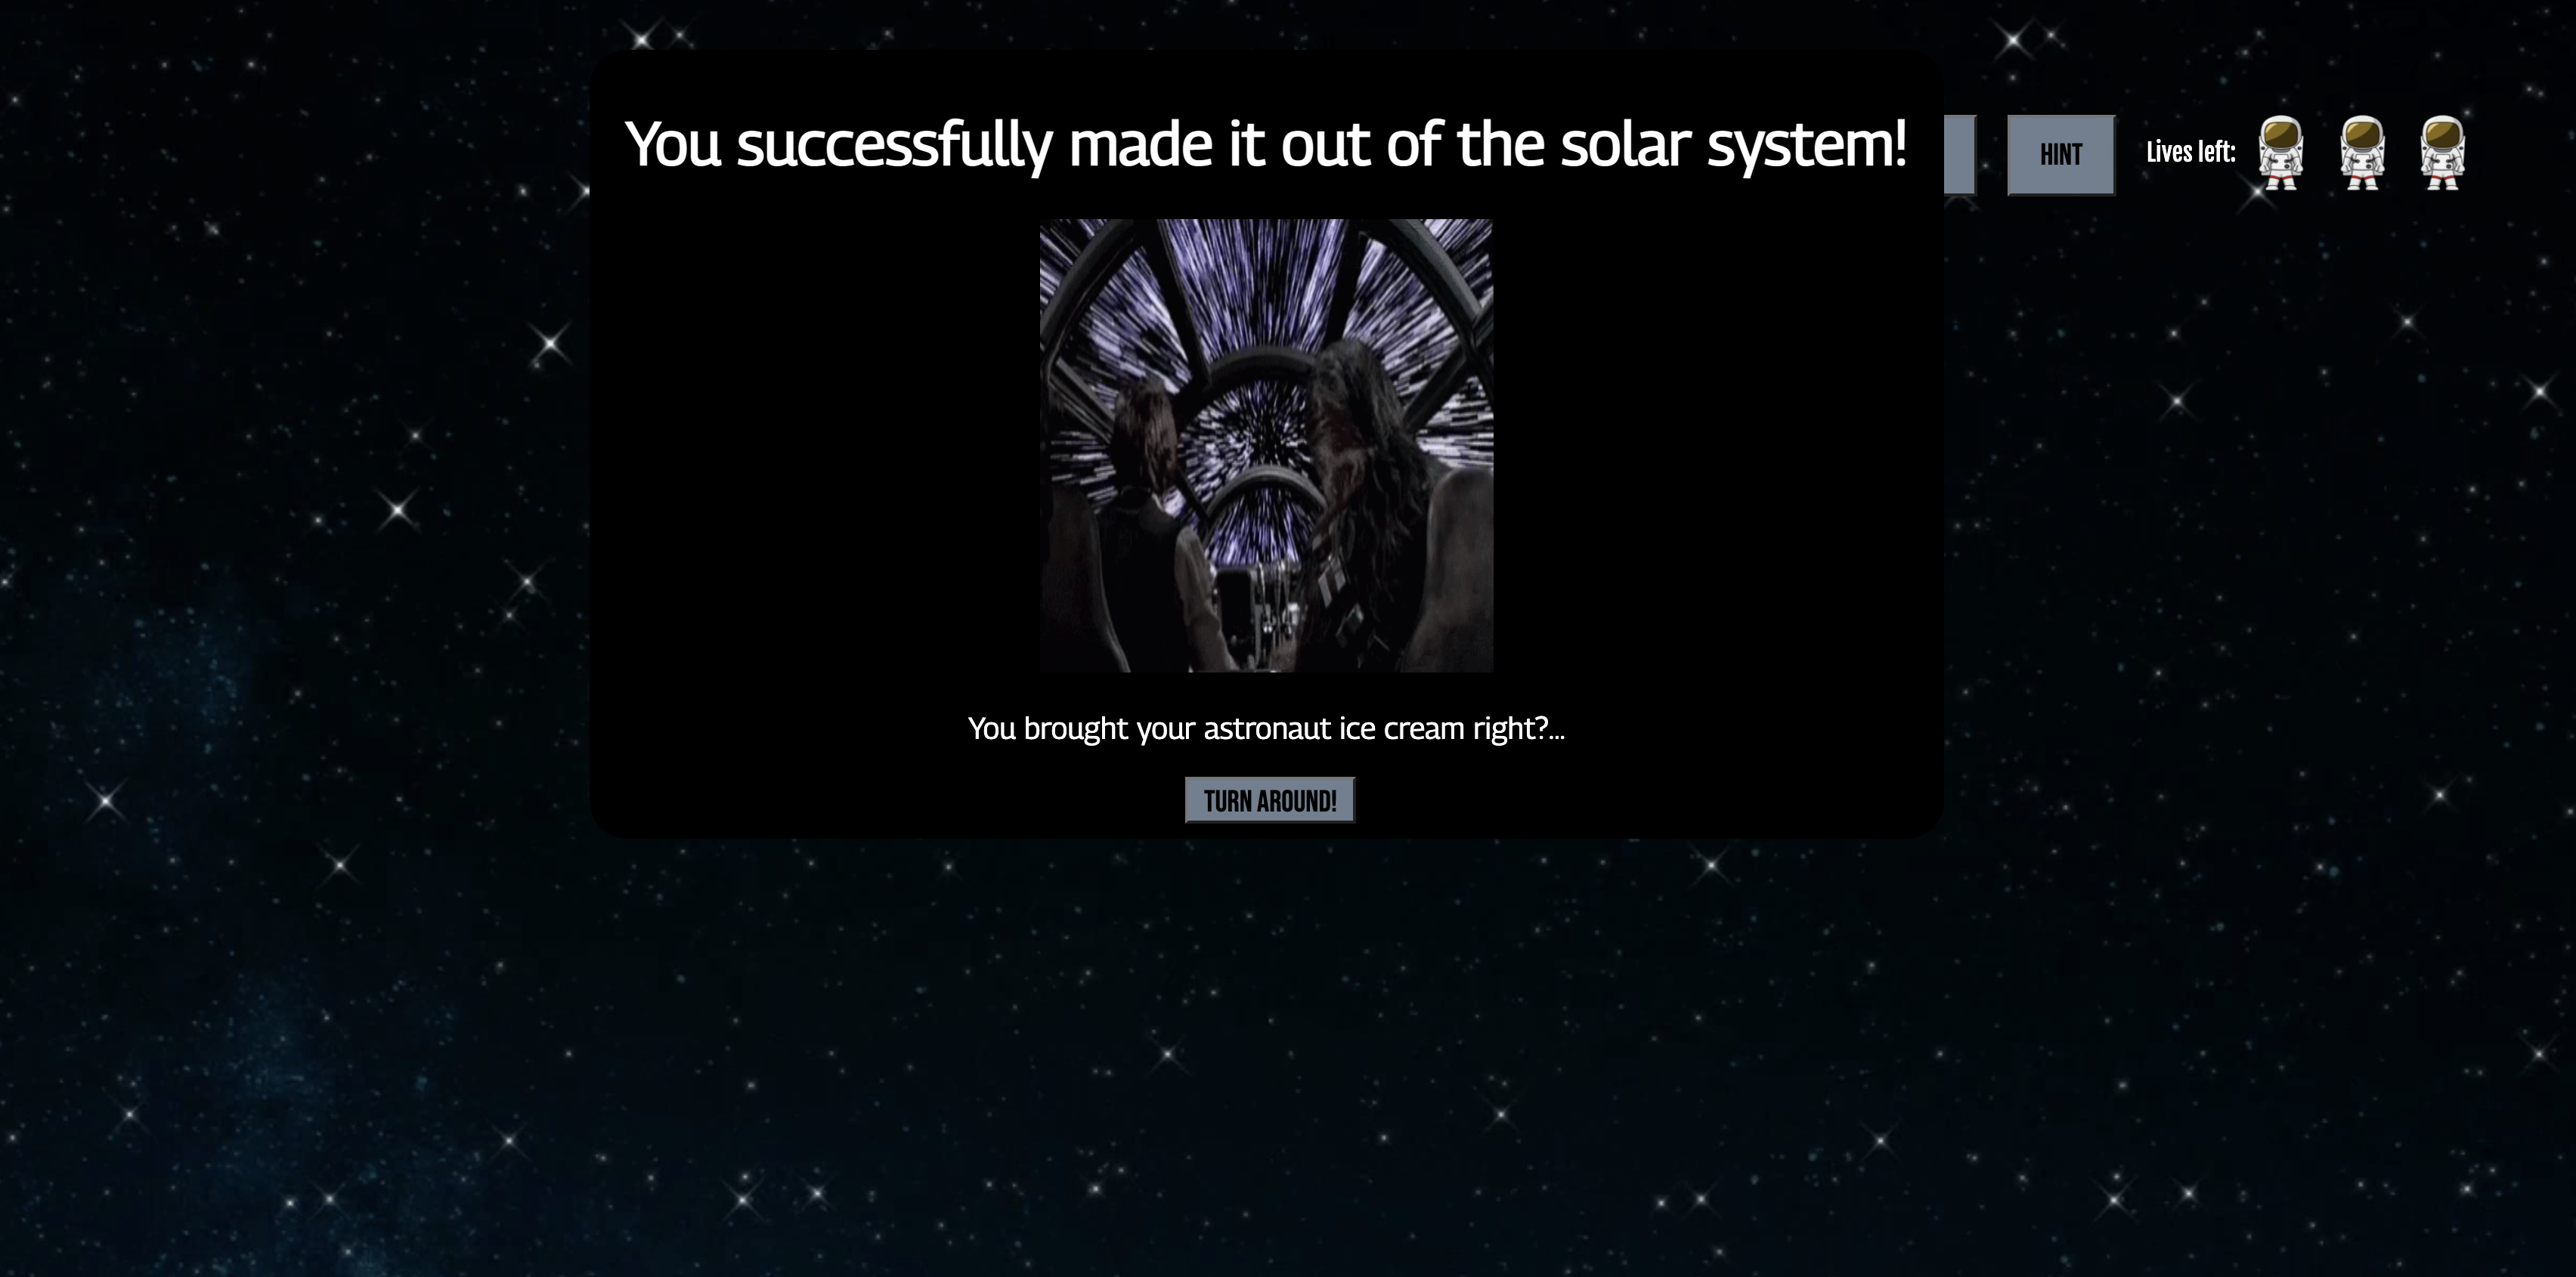 You successfully made it out of the solar system!
HINT
Lives left:
You brought your astronaut ice cream right?...
TURN AROUND!